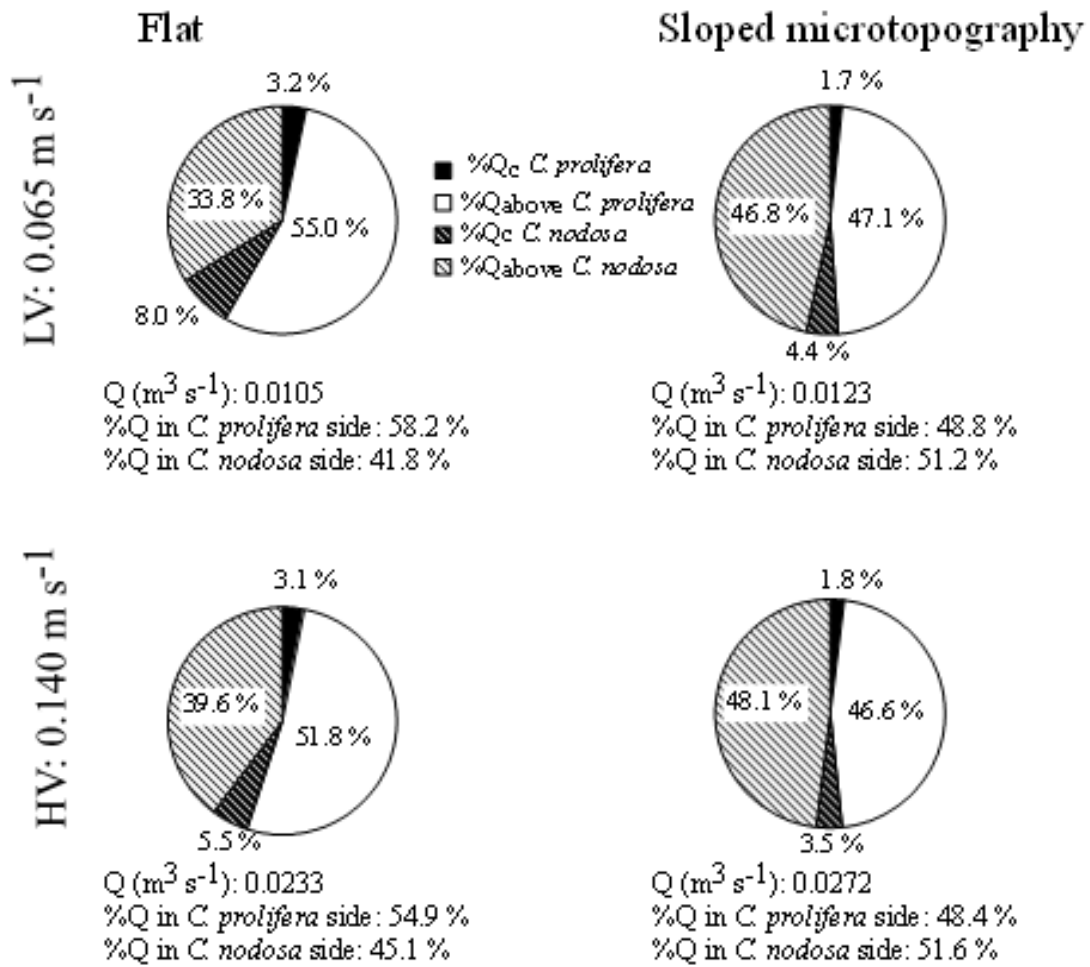 Flat
Sloped microtopography
LV: 0.065 m s-1
3.2 %
33.8 %
55.0 %
8.0 %
%Qc C. prolifera
%Qabove C. prolifera
%Qc C. nodosa
%Qabove C. nodosa
1.7 %
46.8 %
47.1 %
4.4 %
Q (m3 s-1): 0.0105
%Q in C. prolifera side: 58.2 %
%Q in C. nodosa side: 41.8 %
Q (m3 s-1): 0.0123
%Q in C. prolifera side: 48.8 %
%Q in C. nodosa side: 51.2 %
HV: 0.140 m s-1
3.1 %
39.6 %
51.8 %
5.5 %
1.8 %
48.1 %
46.6 %
3.5 %
Q (m3 s-1): 0.0233
%Q in C. prolifera side: 54.9 %
%Q in C. nodosa side: 45.1 %
Q (m3 s-1): 0.0272
%Q in C. prolifera side: 48.4 %
%Q in C. nodosa side: 51.6 %